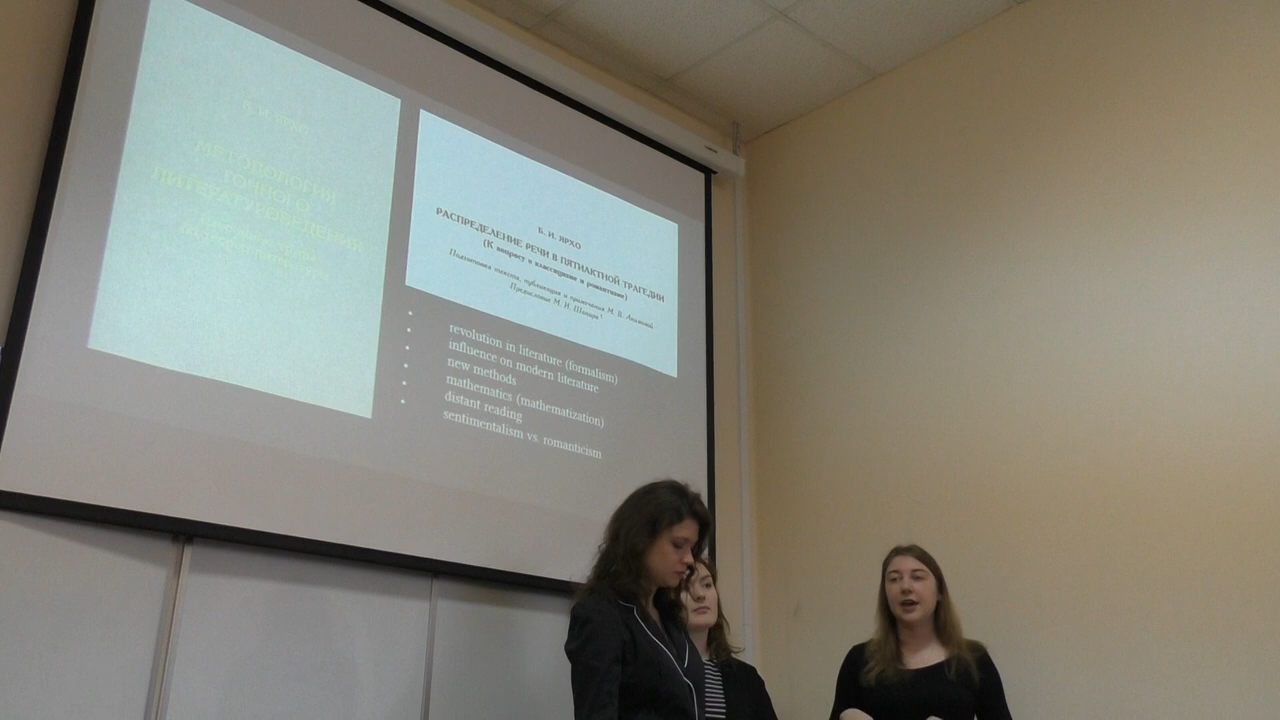 Б. И. ЯРХО
МЕТОДОЛОГИЯ
ТОЧНОГО
ЛИТЕРАТУРОВЕДЕНИЯ
Б. И. ЯРХО
РАСПРЕДЕЛЕНИЕ РЕЧИ В ПЯТИАКТНОЙ ТРАГЕДИИ
(К вопросу о классицизме и романтизме)
Подготовка текста, публикация и примечания М. В. Акимовой
Предисловие М. И. Шапира
• revolution in literature (formalism)
• influence on modern literature
• new methods
• mathematics (mathematization)
• distant reading
• sentimentalism vs. romanticism